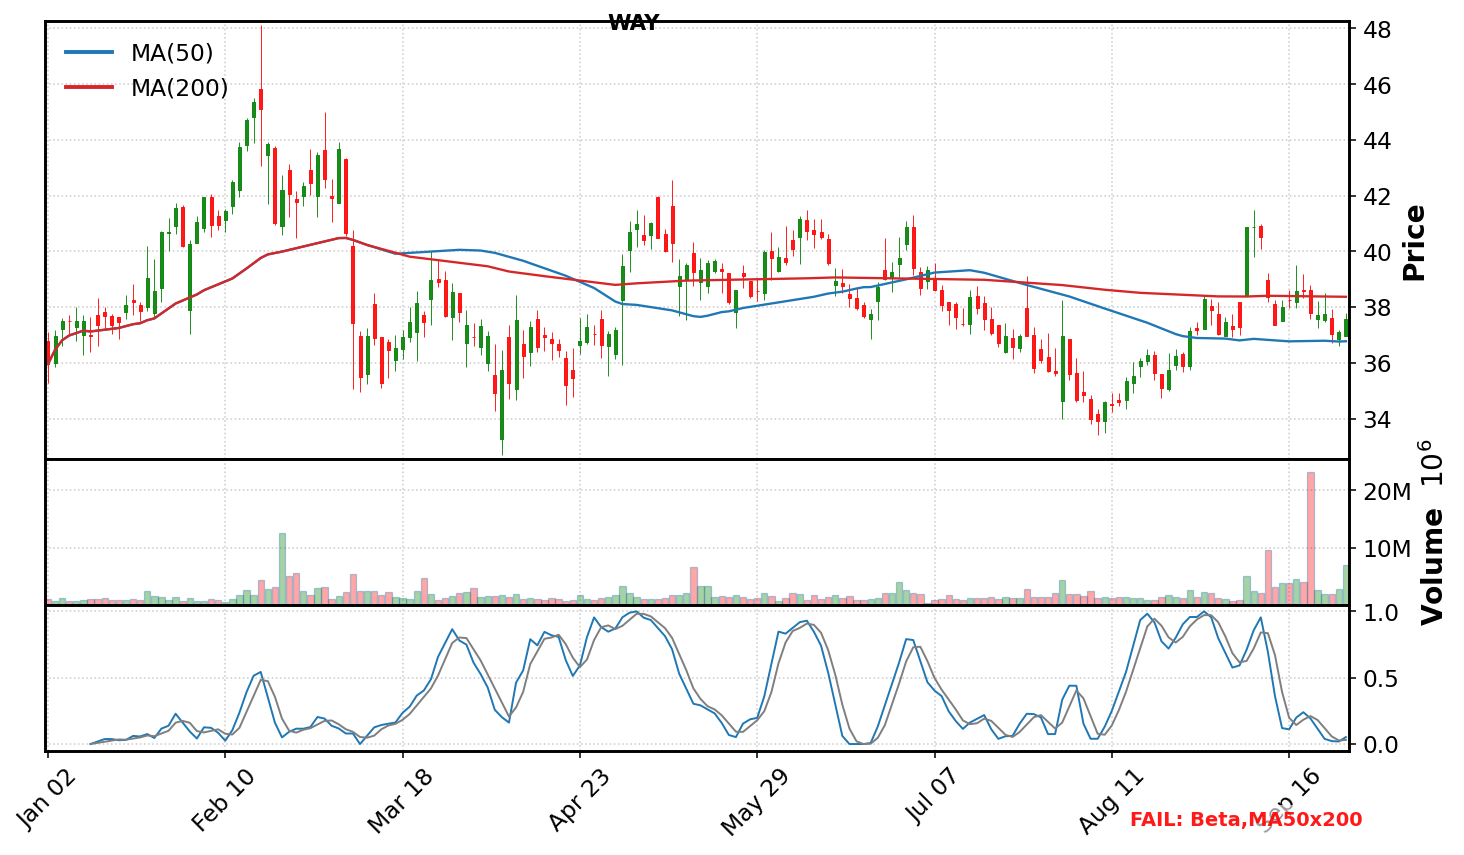 WAY
MA(50)
MA(200)
48
46
44
42
40
38
36
34
Price
20M
10M
Volume 10^6
1.0
0.5
0.0
Jan 02
Feb 10
Mar 18
Apr 23
May 29
Jul 07
Aug 11
Sep 16
FAIL: Beta,MA50x200